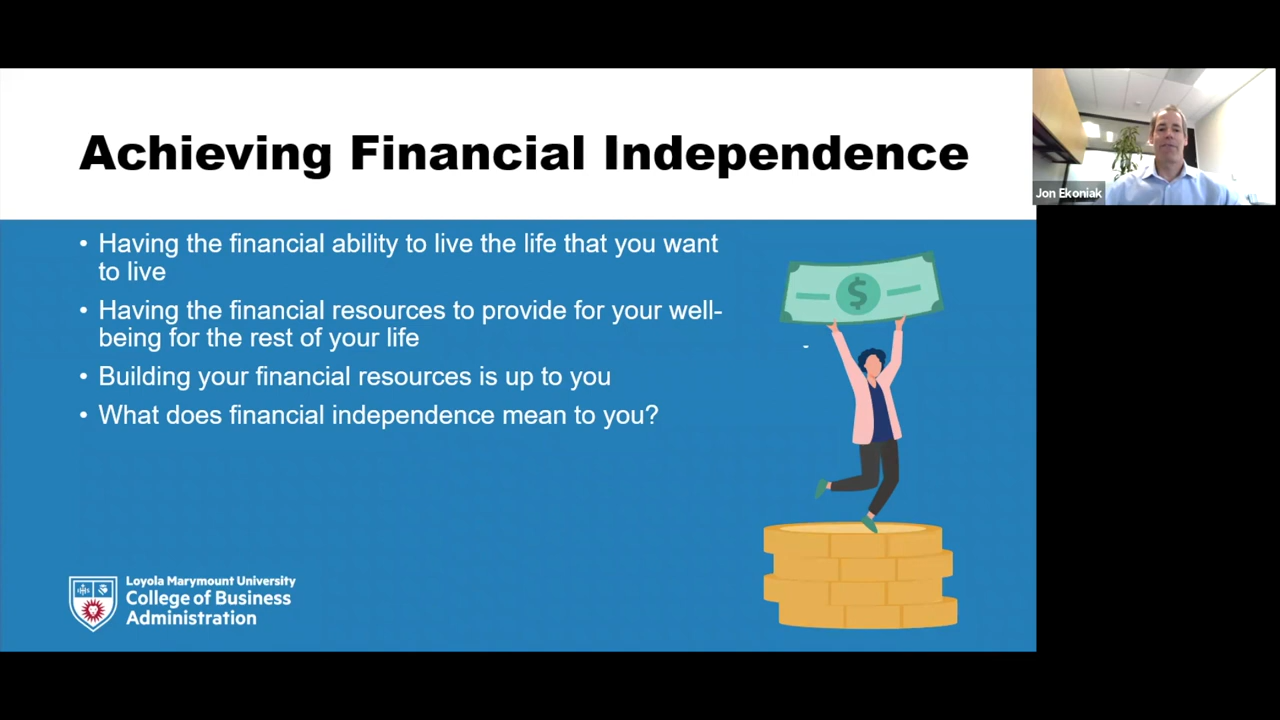 Achieving Financial Independence
Jon Ekoniak
• Having the financial ability to live the life that you want
to live
• Having the financial resources to provide for your well-
being for the rest of your life
• Building your financial resources is up to you
• What does financial independence mean to you?
$
IHS
Loyola Marymount University
College of Business
Administration